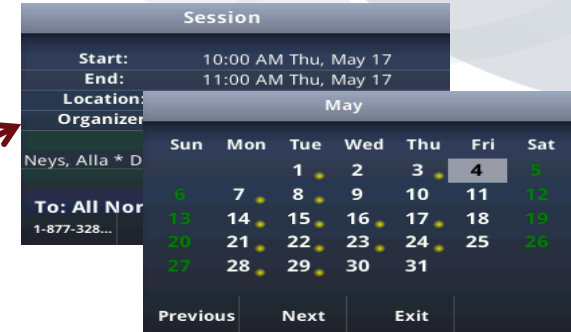 Session
Start: 10:00 AM Thu, May 17
End: 11:00 AM Thu, May 17
Location:
Organizer
Neys, Alla * D
To: All Nor
1-877-328...
May
Sun Mon Tue Wed Thu Fri Sat
1 2 3 4 5
6 7 8 9 10 11 12
13 14 15 16 17 18 19
20 21 22 23 24 25 26
27 28 29 30 31
Previous Next Exit